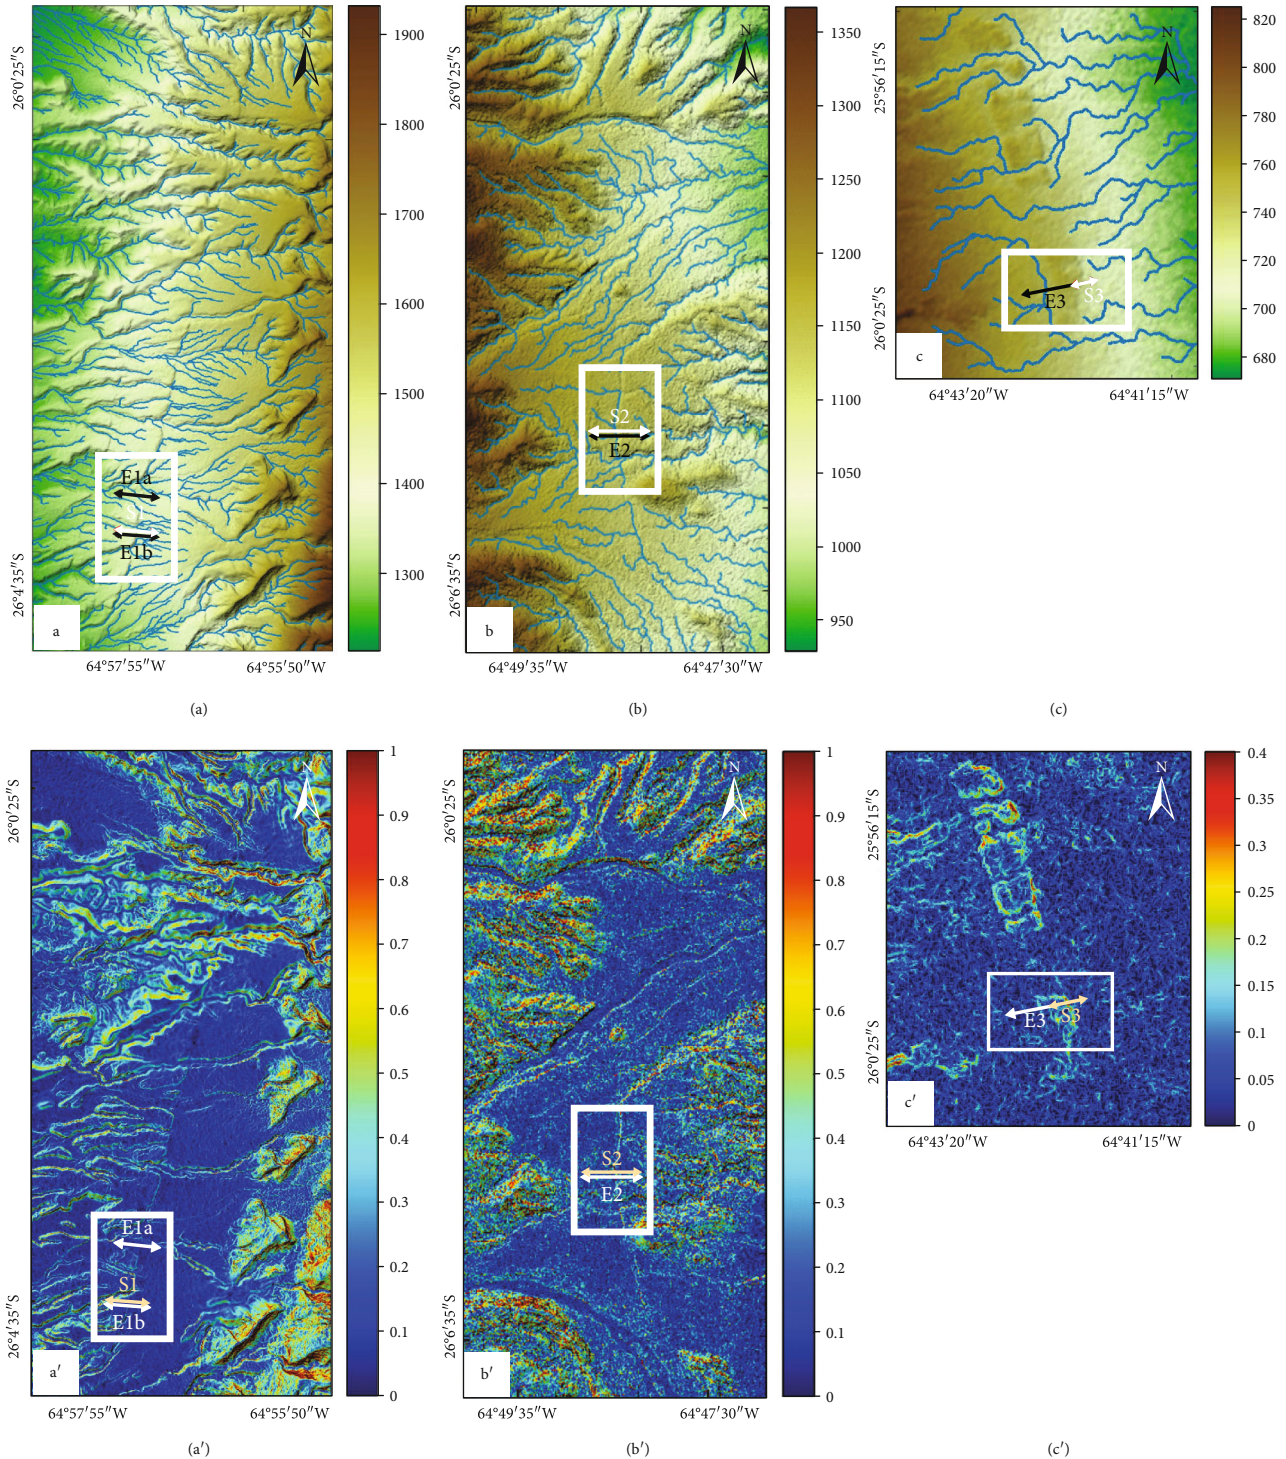 26°0′25″S
26°4′35″S
N
E1a
S1
E1b
a
64°57′55″W
64°55′50″W
1900
1800
1700
1600
1500
1400
1300
(a)
26°0′25″S
26°6′35″S
N
S2
E2
b
64°49′35″W
64°47′30″W
1350
1300
1250
1200
1150
1100
1050
1000
950
(b)
25°56′15″S
26°0′25″S
N
E3
S3
c
64°43′20″W
64°41′15″W
820
800
780
760
740
720
700
680
(c)
26°0′25″S
26°4′35″S
N
E1a
S1
E1b
a′
64°57′55″W
64°55′50″W
1
0.9
0.8
0.7
0.6
0.5
0.4
0.3
0.2
0.1
0
(a′)
26°0′25″S
26°6′35″S
N
S2
E2
b′
64°49′35″W
64°47′30″W
1
0.9
0.8
0.7
0.6
0.5
0.4
0.3
0.2
0.1
0
(b′)
25°56′15″S
26°0′25″S
N
E3
S3
c′
64°43′20″W
64°41′15″W
0.4
0.35
0.3
0.25
0.2
0.15
0.1
0.05
0
(c′)